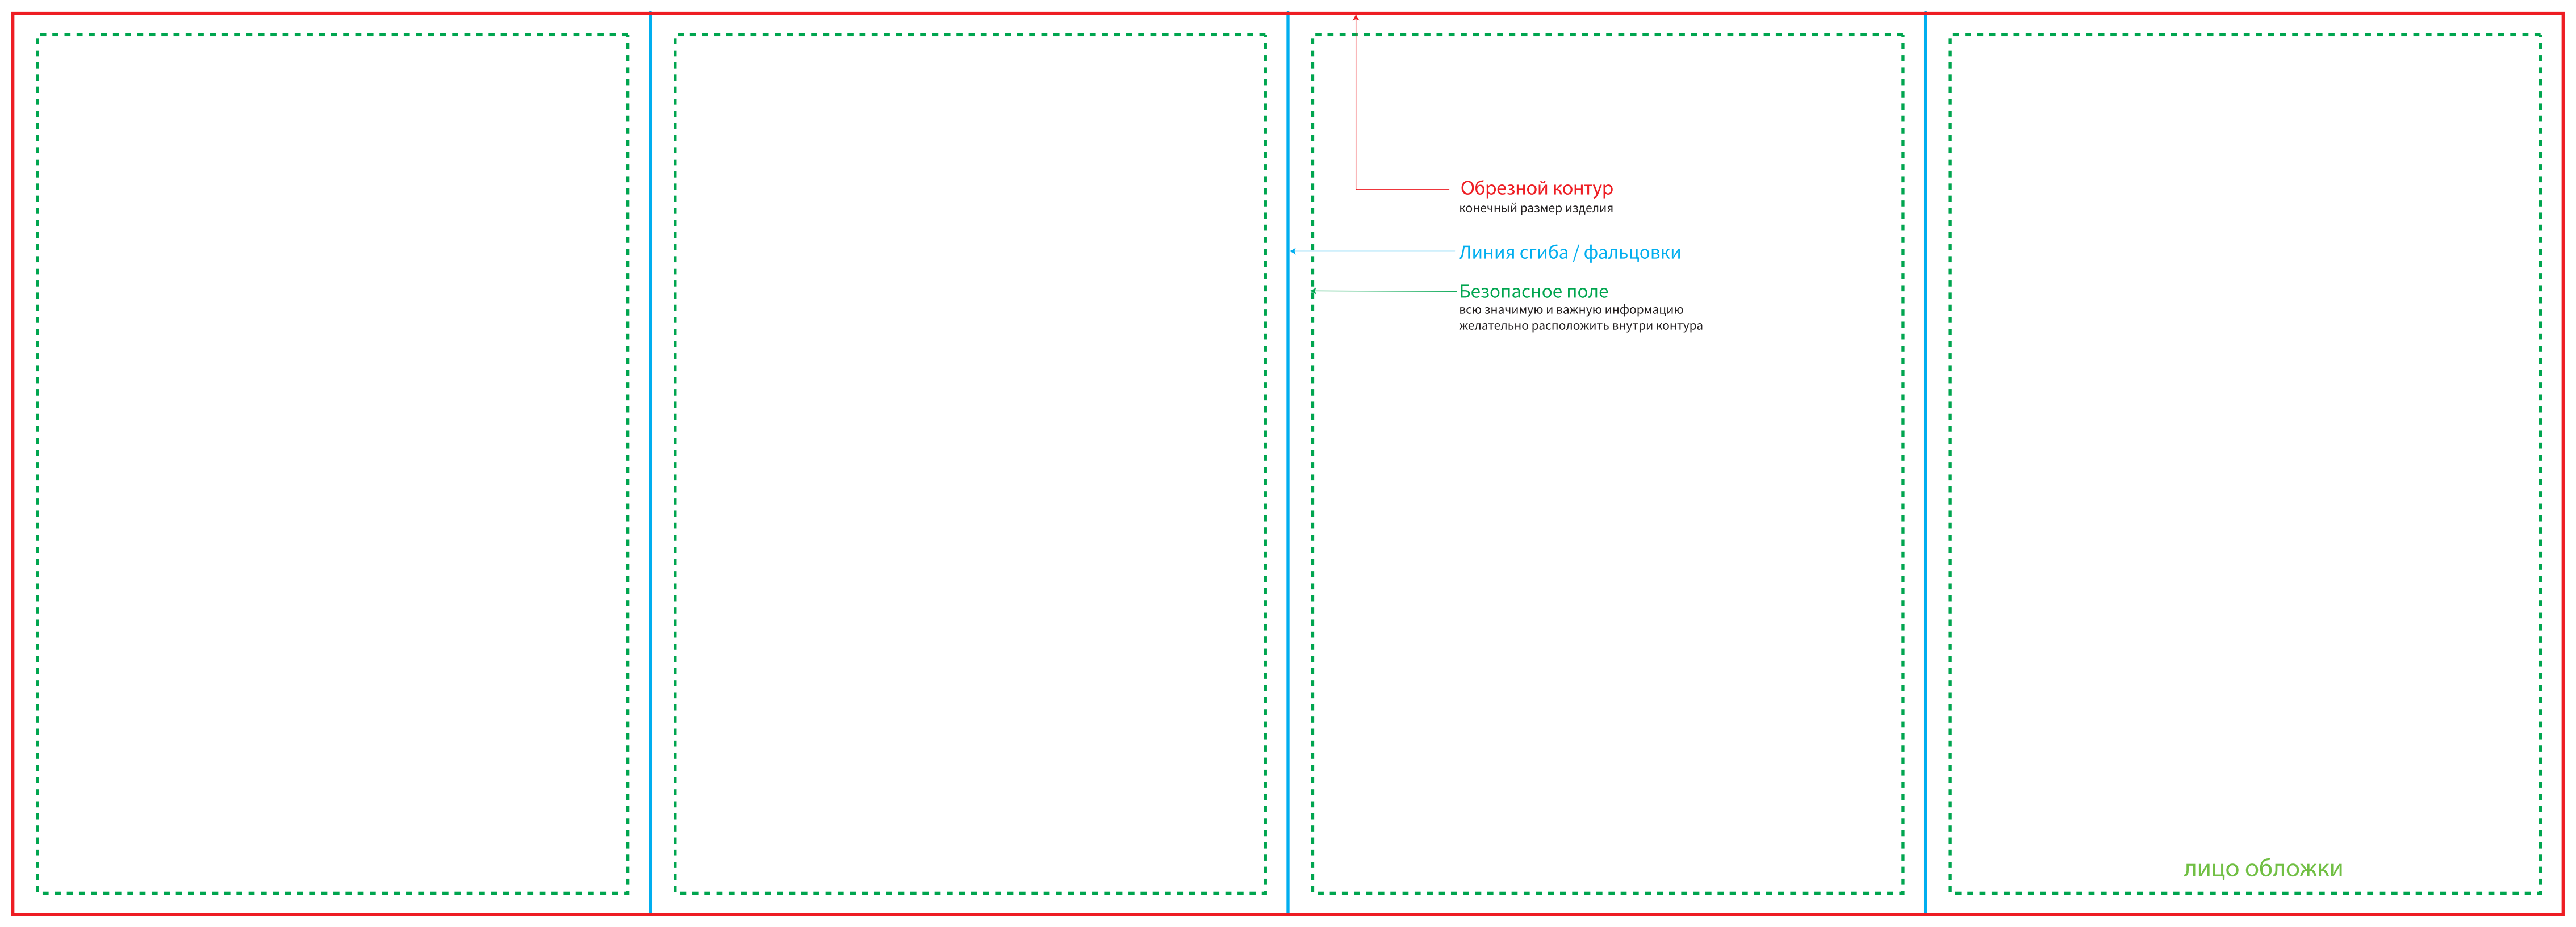 Обрезной контур
конечный размер изделия
Линия сгиба / фальцовки
Безопасное поле
всю значимую и важную информацию
желательно расположить внутри контура
лицо обложки